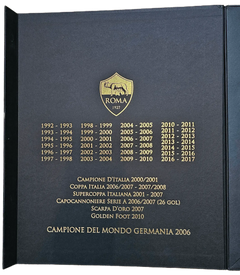 ROMA
1927
1992 - 1993 1998 - 1999 2004 - 2005 2010 - 2011
1993 - 1994 1999 - 2000 2005 - 2006 2011 - 2012
1994 - 1995 2000 - 2001 2006 - 2007 2012 - 2013
1995 - 1996 2001 - 2002 2007 - 2008 2013 - 2014
1996 - 1997 2002 - 2003 2008 - 2009 2014 - 2015
1997 - 1998 2003 - 2004 2009 - 2010 2015 - 2016
2016 - 2017
CAMPIONE D'ITALIA 2000/2001
COPPA ITALIA 2006/2007 - 2007/2008
SUPERCOPPA ITALIANA 2001 - 2007
CAPOCANNONIERE SERIE A 2006/2007 (26 GOL)
SCARPA D'ORO 2007
GOLDEN FOOT 2010
CAMPIONE DEL MONDO GERMANIA 2006